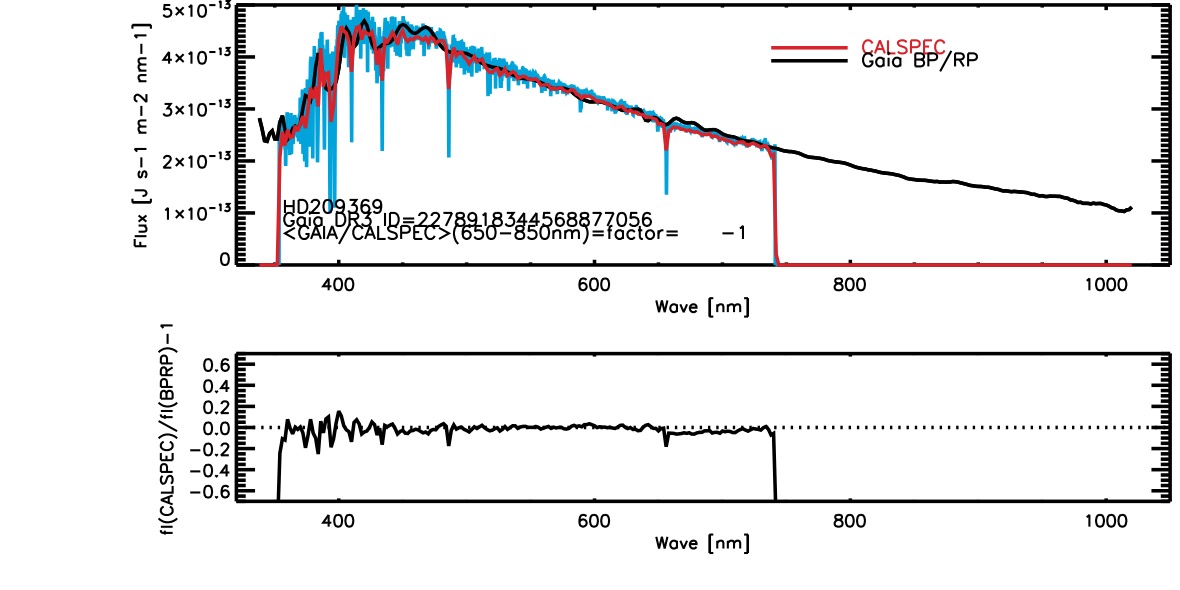 5×10−13
4×10−13
3×10−13
2×10−13
1×10−13
0
Flux [J s−1 m−2 nm−1]
CALSPEC
Gaia BP/RP
HD209369
Gaia DR3 ID=2278918344568877056
<GAIA/CALSPEC>(650−850nm)=factor= −1
400 600 800 1000
Wave [nm]
fl(CALSPEC)/fl(BPRP)−1
0.6
0.4
0.2
0.0
−0.2
−0.4
−0.6
400 600 800 1000
Wave [nm]